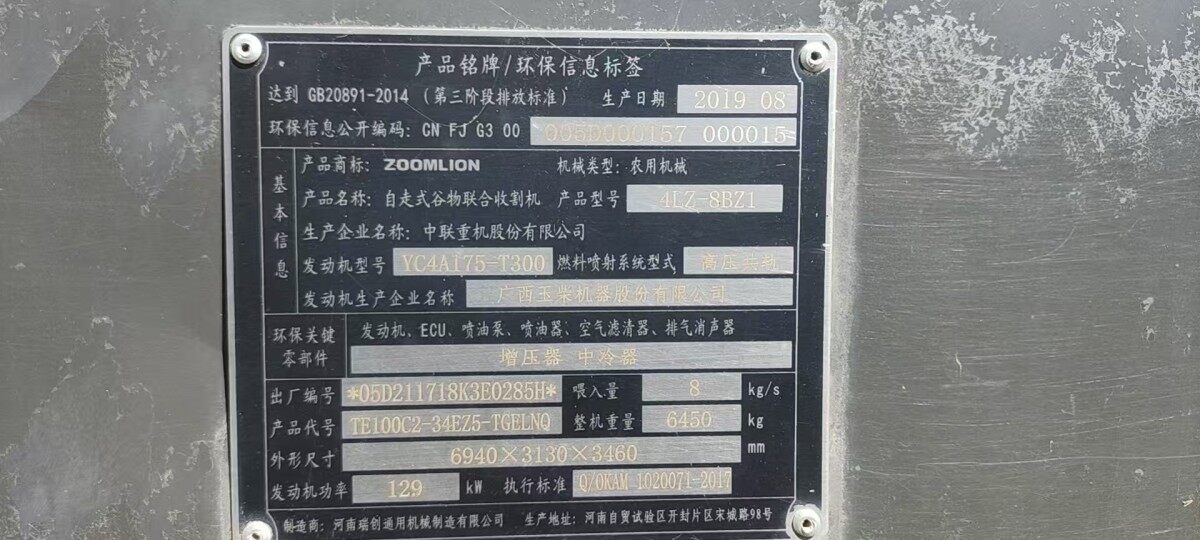 产品铭牌/环保信息标签
达到 GB20891-2014 (第三阶段排放标准) 生产日期 2019 08
环保信息公开编码: CN FJ G3 00 005D000157 000015
基本信息
产品商标: ZOOMLION 机械类型: 农用机械
产品名称: 自走式谷物联合收割机 产品型号 4LZ-8BZ1
生产企业名称: 中联重机股份有限公司
发动机型号 YC4A175-T300 燃料喷射系统型式 高压共轨
发动机生产企业名称 广西玉柴机器股份有限公司
环保关键零部件 发动机、ECU、喷油泵、喷油器、空气滤清器、排气消声器
增压器 中冷器
出厂编号 *05D211718K3E0285H* 喂入量 8 kg/s
产品代号 TE100C2-34EZ5-TGELNQ 整机重量 6450 kg
外形尺寸 6940×3130×3460 mm
发动机功率 129 kW 执行标准 Q/OKAM 1020071-2017
制造商: 河南瑞创通用机械制造有限公司 生产地址: 河南自贸试验区开封片区宋城路98号